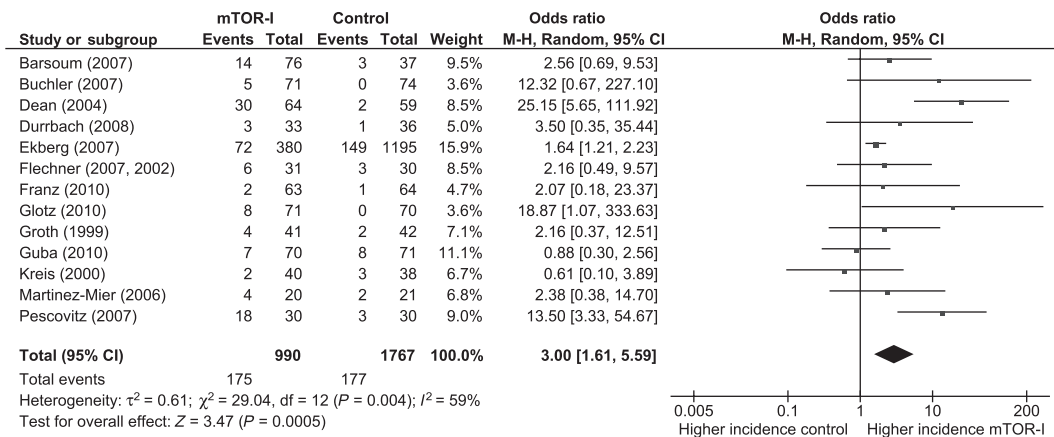 mTOR-I Control Odds ratio Odds ratio
Study or subgroup Events Total Events Total Weight M-H, Random, 95% CI M-H, Random, 95% CI
Barsoum (2007) 14 76 3 37 9.5% 2.56 [0.69, 9.53]
Buchler (2007) 5 71 0 74 3.6% 12.32 [0.67, 227.10]
Dean (2004) 30 64 2 59 8.5% 25.15 [5.65, 111.92]
Durrbach (2008) 3 33 1 36 5.0% 3.50 [0.35, 35.44]
Ekberg (2007) 72 380 149 1195 15.9% 1.64 [1.21, 2.23]
Flechner (2007, 2002) 6 31 3 30 8.6% 2.16 [0.49, 9.57]
Franz (2010) 2 63 1 64 4.7% 2.07 [0.18, 23.37]
Glotz (2010) 8 71 0 70 3.6% 18.87 [1.07, 333.63]
Groth (1999) 4 41 2 42 7.1% 2.16 [0.37, 12.51]
Guba (2010) 7 70 8 71 11.1% 0.88 [0.30, 2.56]
Kreis (2000) 2 40 3 38 6.7% 0.61 [0.10, 3.89]
Martinez-Mier (2006) 4 20 2 21 6.8% 2.38 [0.38, 14.70]
Pescovitz (2007) 18 30 3 30 9.0% 13.50 [3.33, 54.67]
Total (95% CI) 990 1767 100.0% 3.00 [1.61, 5.59]
Total events 175 177
Heterogeneity: τ² = 0.61; χ² = 29.04, df = 12 (P = 0.004); I² = 59%
Test for overall effect: Z = 3.47 (P = 0.0005)
0.005 0.1 1 10 200
Higher incidence control Higher incidence mTOR-I